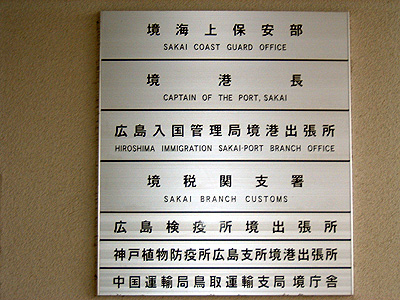 境海上保安部
SAKAI COAST GUARD OFFICE
境港長
CAPTAIN OF THE PORT, SAKAI
広島入国管理局境港出張所
HIROSHIMA IMMIGRATION SAKAI-PORT BRANCH OFFICE
境税関支署
SAKAI BRANCH CUSTOMS
広島検疫所境出張所
神戸植物防疫所広島支所境港出張所
中国運輸局鳥取運輸支局境庁舎